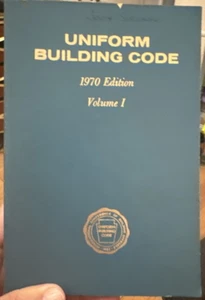 UNIFORM
BUILDING CODE
1970 Edition
Volume I